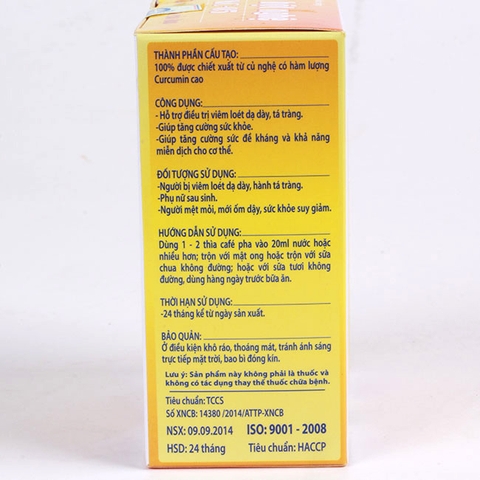 THÀNH PHẦN CẤU TẠO:
100% được chiết xuất từ củ nghệ có hàm lượng
Curcumin cao
CÔNG DỤNG:
- Hỗ trợ điều trị viêm loét dạ dày, tá tràng.
-Giúp tăng cường sức khỏe.
-Giúp tăng cường sức đề kháng và khả năng
miễn dịch cho cơ thể.
ĐỐI TƯỢNG SỬ DỤNG:
-Người bị viêm loét dạ dày, hành tá tràng.
-Phụ nữ sau sinh.
-Người mệt mỏi, mới ốm dậy, sức khỏe suy giảm.
HƯỚNG DẪN SỬ DỤNG:
Dùng 1 - 2 thìa café pha vào 20ml nước hoặc
nhiều hơn; trộn với mật ong hoặc trộn với sữa
chua không đường; hoặc với sữa tươi không
đường, dùng hàng ngày trước bữa ăn.
THỜI HẠN SỬ DỤNG:
-24 tháng kể từ ngày sản xuất.
BẢO QUẢN:
Ở điều kiện khô ráo, thoáng mát, tránh ánh sáng
trực tiếp mặt trời, bao bì đóng kín.
Lưu ý: Sản phẩm này không phải là thuốc và
không có tác dụng thay thế thuốc chữa bệnh.
Tiêu chuẩn: TCCS
Số XNCB: 14380 /2014/ATTP-XNCB
NSX: 09.09.2014 ISO: 9001 - 2008
HSD: 24 tháng Tiêu chuẩn: HACCP